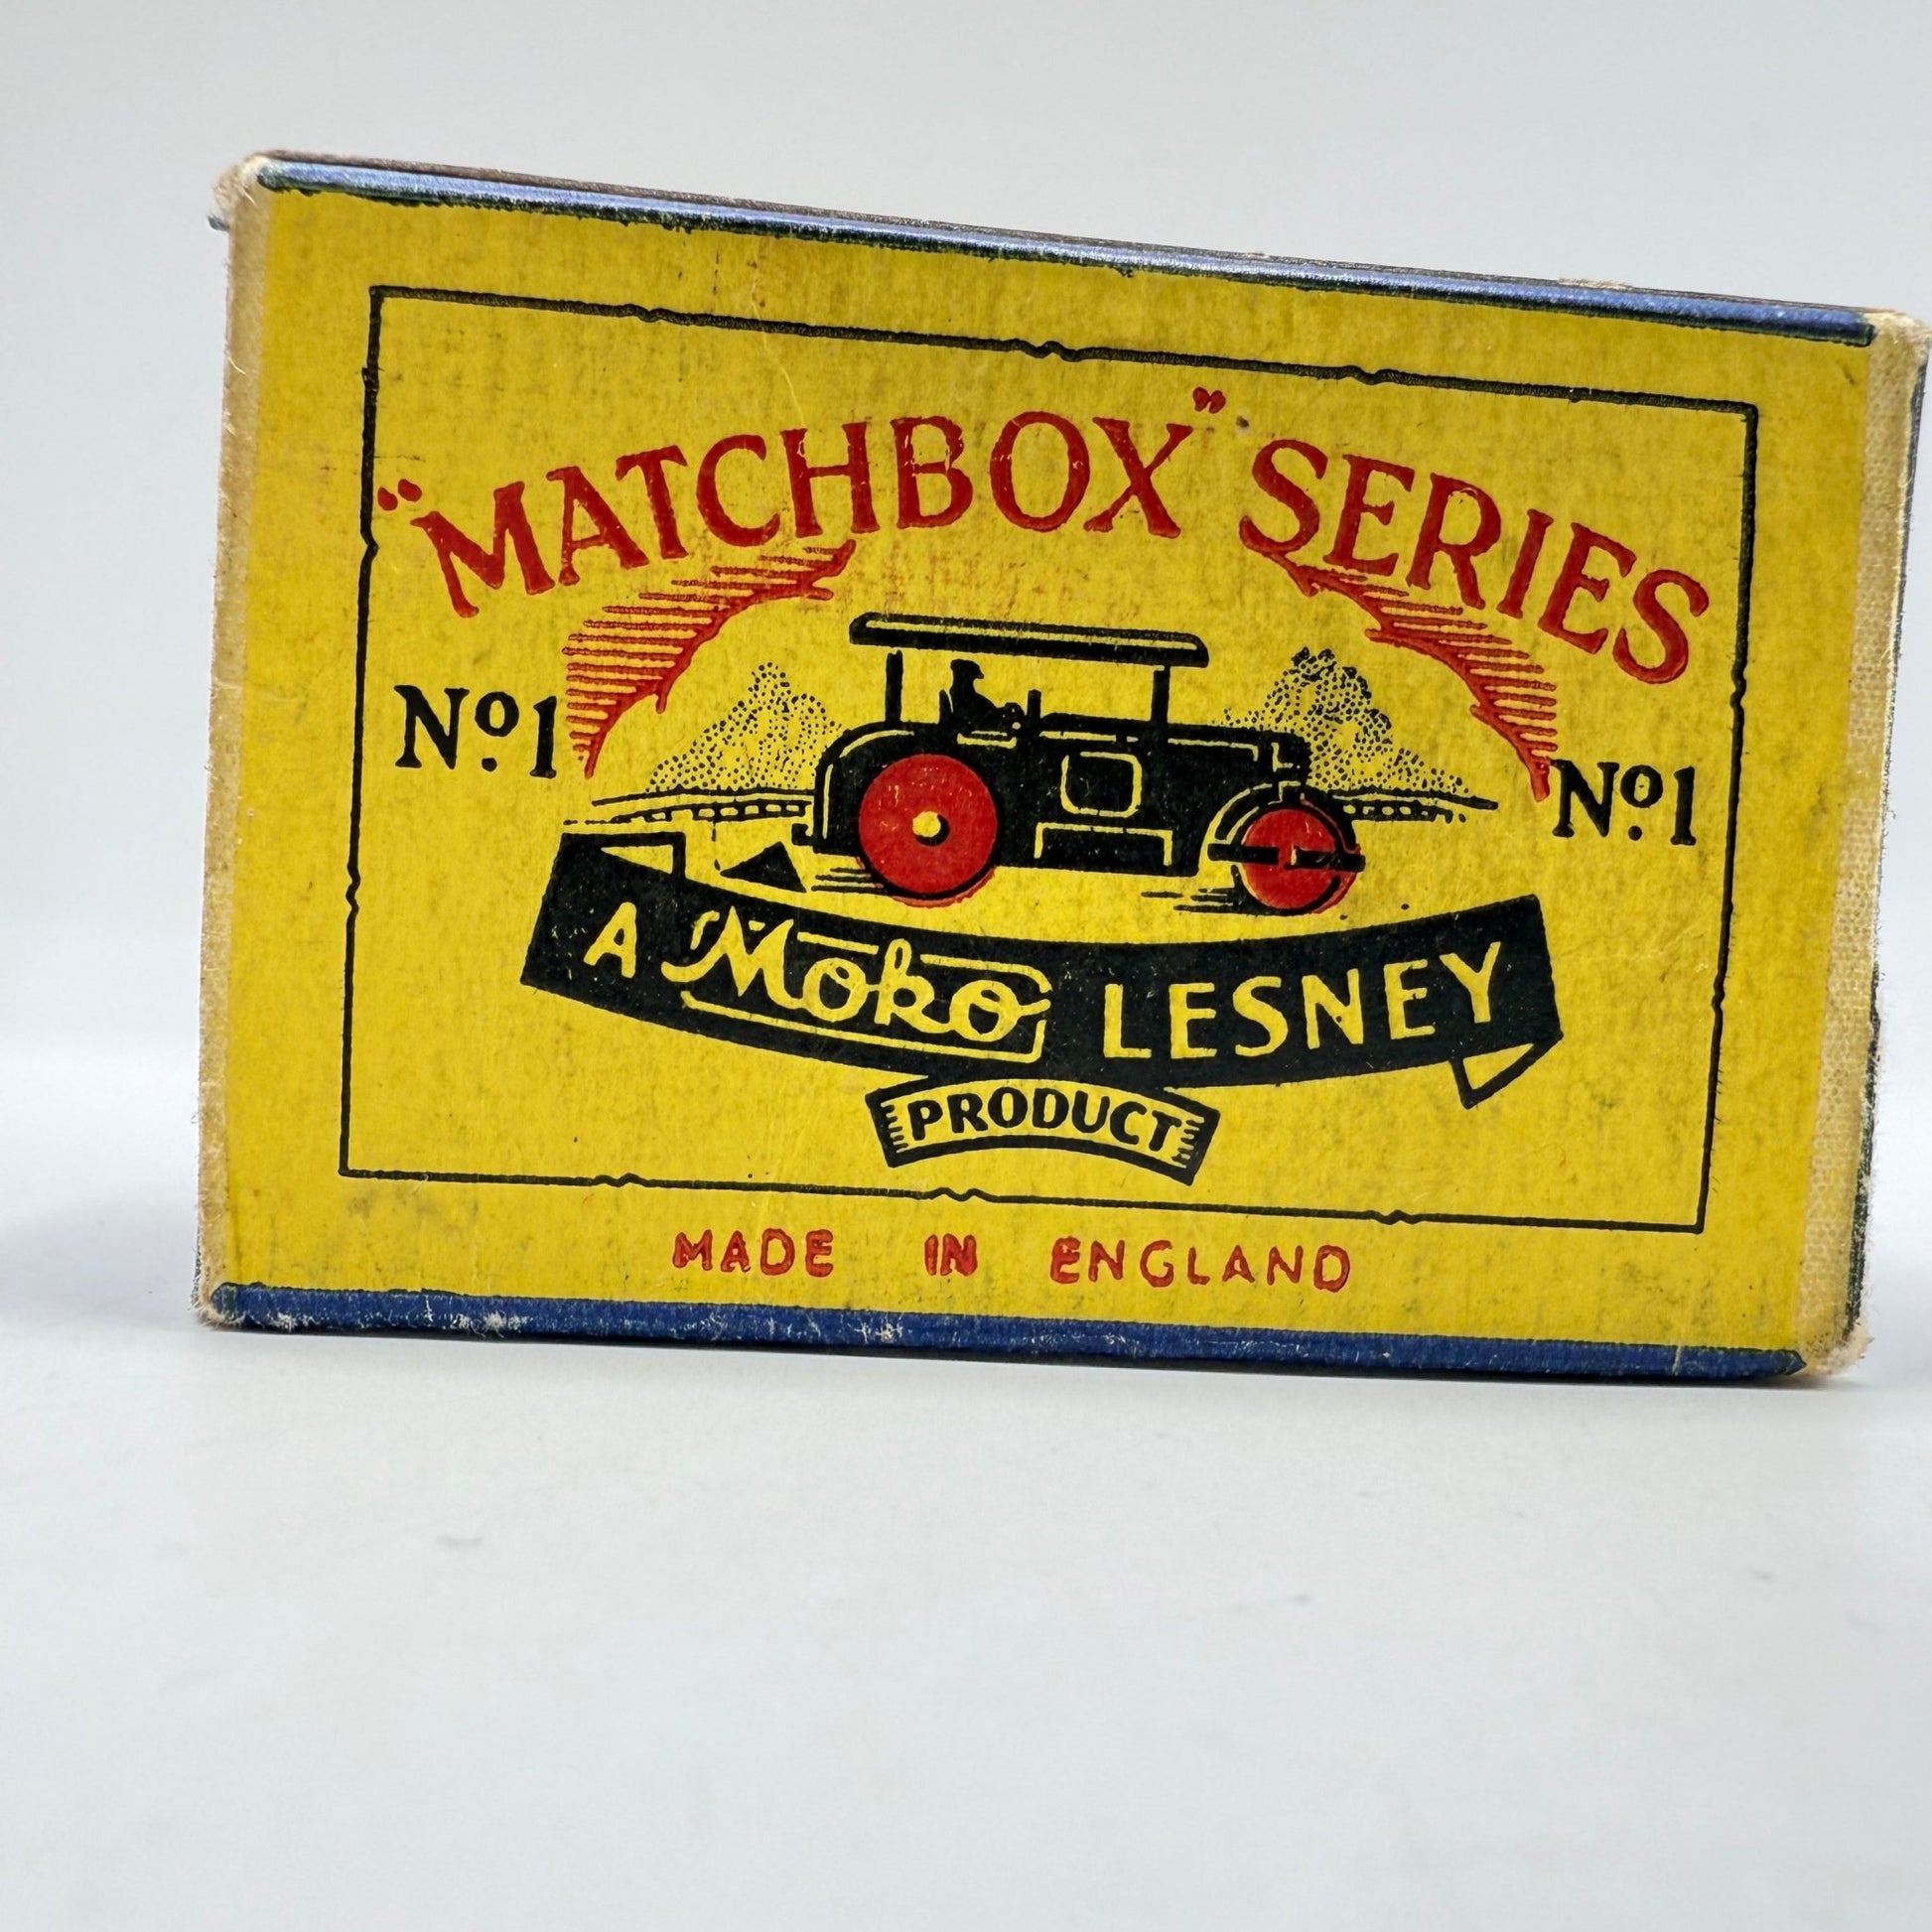 "MATCHBOX" SERIES
Nº1
Nº1
A Moko LESNEY
PRODUCT
MADE IN ENGLAND